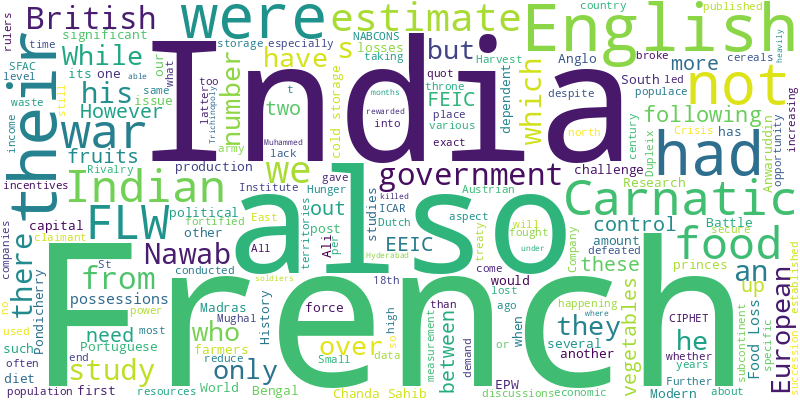 rulers
British
were
estimate
English
country
published
time
significant
storage
especially
NABCONS
losses
taking
Harvest
Anglo
cereals
heavily
SFAC
level
While
its
one
India
s
have
but
more
South
led
broke
populace
not
waste
his
our
same
what
number
t
quot
throne
dependent
which
despite
place
various
into
exact
FEIC
cold storage
still
However
issue
two
latter
too
able
Trichinopoly
army
months
rewarded
Muhammed
lack
following
century
Crisis
has
increasing
income
their
war
fruits
Rivalry
production
we
government
north
challenge
Research
Dupleix
Anwaruddin
opportunity
had
incentives
Indian
Institute
gave
Hunger
Austrian
studies
ICAR
Dutch
Carnatic
companies
claimant
capital
FLW
political
fortified
other
East
All
also
out
post
per
territories
Ali
killed
aspect
will
fought
treaty
Company
control
amount
defeated
Battle
secure
princes
food
there
possessions
Nawab
St
conducted
Hyderabad
under
EEIC
come
would
these
an
up
no
used
Pondicherry
from
Mughal
Madras
power
History
force
18th
lost
ago
happening
European
subcontinent
established
such
need
Portuguese
most
who
farmers
reduce
over
Small
so
high
data
measurement
than
demand
between
when
several
another
they
he
CIPHET
whether
years
specific
Food Loss
vegetables
often
diet
end
study
World
Bengal
resources
population
first
French
soldiers
Chanda Sahib
only
or
EPW
discussions
economic
where
Further
Modern
about
succession